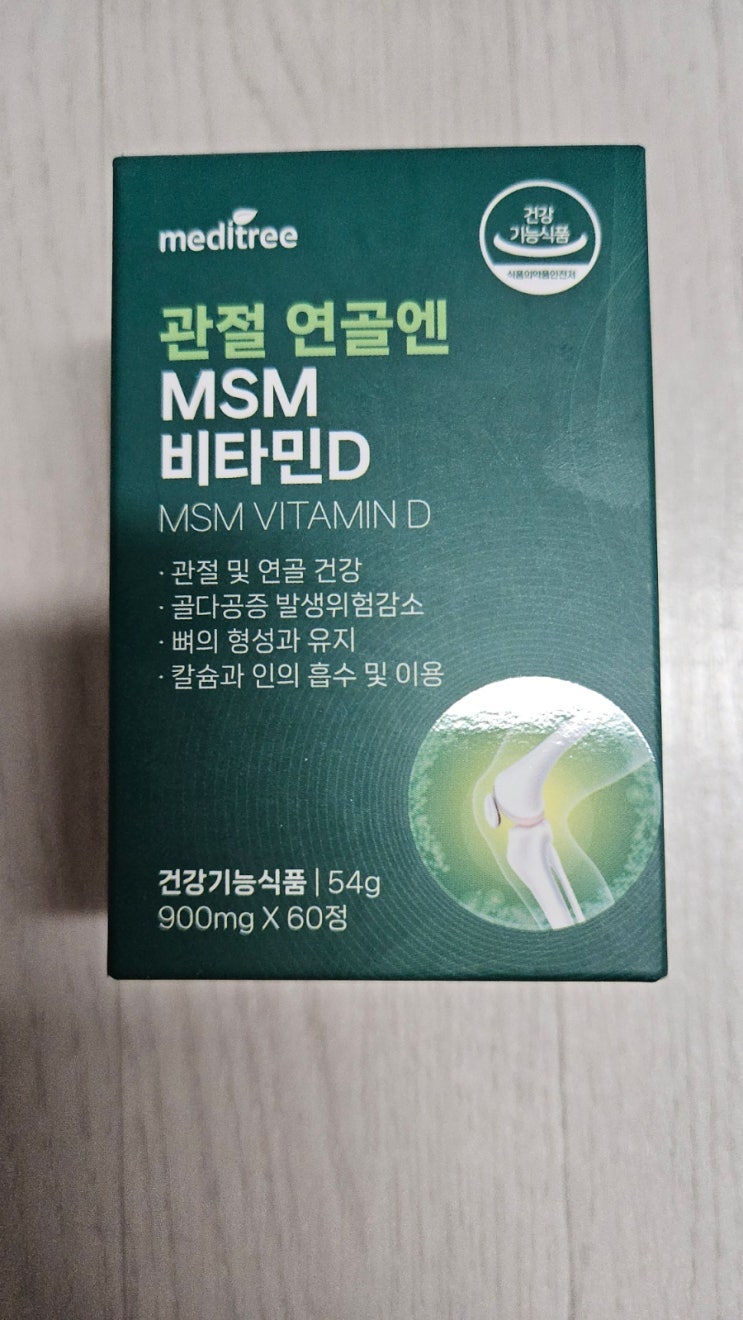 meditree
건강
기능식품
식품의약품안전처
관절 연골엔
MSM
비타민D
MSM VITAMIN D
· 관절 및 연골 건강
· 골다공증 발생위험감소
· 뼈의 형성과 유지
· 칼슘과 인의 흡수 및 이용
건강기능식품 | 54g
900mg X 60정